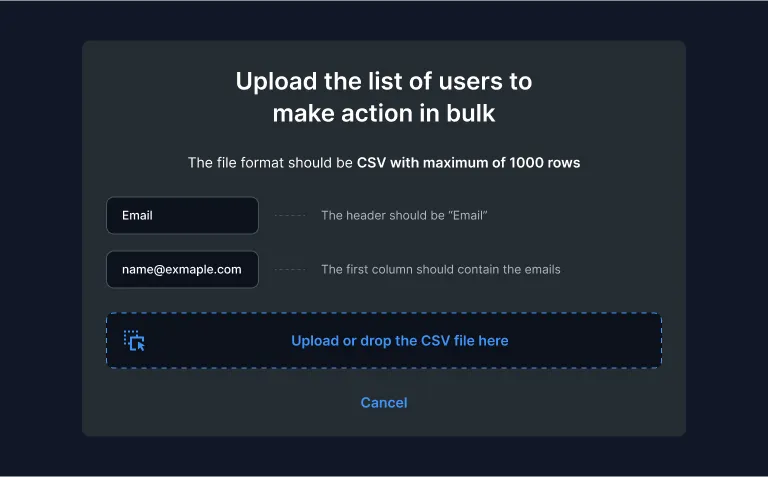 Upload the list of users to
make action in bulk
The file format should be CSV with maximum of 1000 rows
Email
The header should be “Email”
name@exmaple.com
The first column should contain the emails
Upload or drop the CSV file here
Cancel